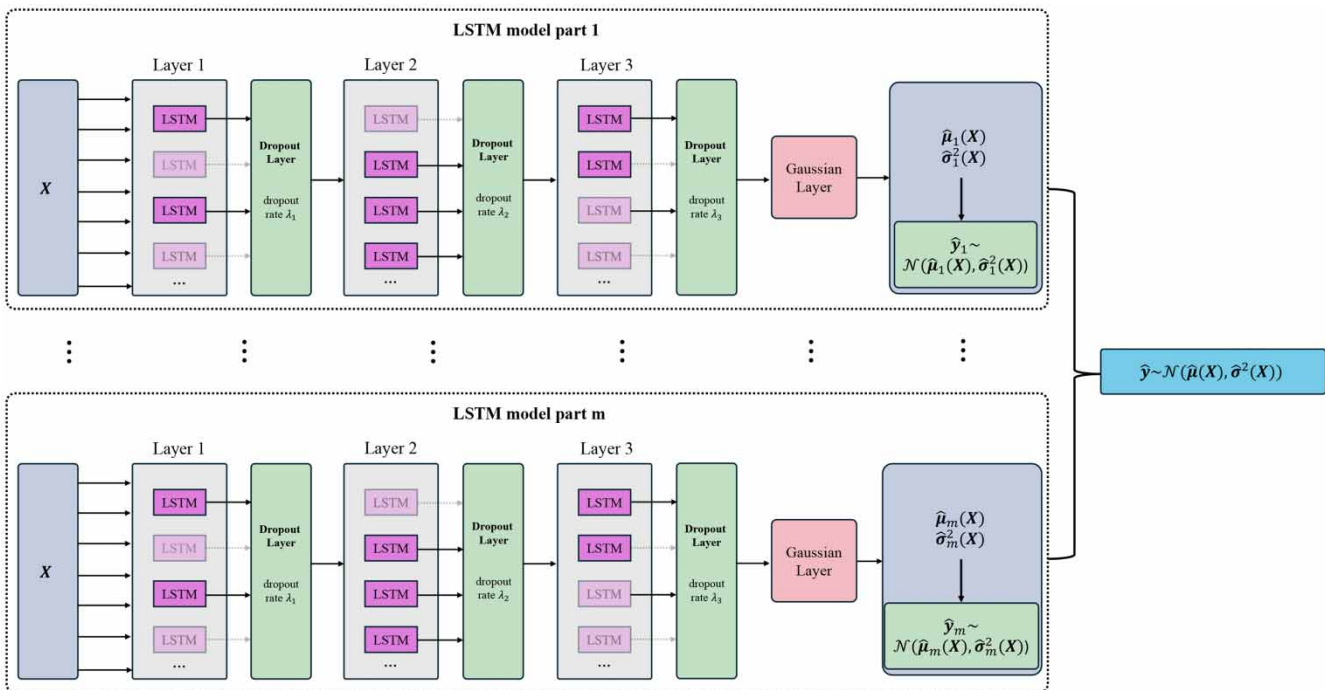 LSTM model part 1
Layer 1
Layer 2
Layer 3
X
LSTM
LSTM
LSTM
LSTM
...
Dropout
Layer
dropout
rate λ₁
LSTM
LSTM
LSTM
LSTM
...
Dropout
Layer
dropout
rate λ₂
LSTM
LSTM
LSTM
LSTM
...
Dropout
Layer
dropout
rate λ₃
Gaussian
Layer
μ̂₁(X)
σ̂₁²(X)
ŷ₁~
𝒩(μ̂₁(X), σ̂₁²(X))
ŷ~𝒩(μ̂(X), σ̂²(X))
LSTM model part m
Layer 1
Layer 2
Layer 3
X
LSTM
LSTM
LSTM
LSTM
...
Dropout
Layer
dropout
rate λ₁
LSTM
LSTM
LSTM
LSTM
...
Dropout
Layer
dropout
rate λ₂
LSTM
LSTM
LSTM
LSTM
...
Dropout
Layer
dropout
rate λ₃
Gaussian
Layer
μ̂ₘ(X)
σ̂ₘ²(X)
ŷₘ~
𝒩(μ̂ₘ(X), σ̂ₘ²(X))